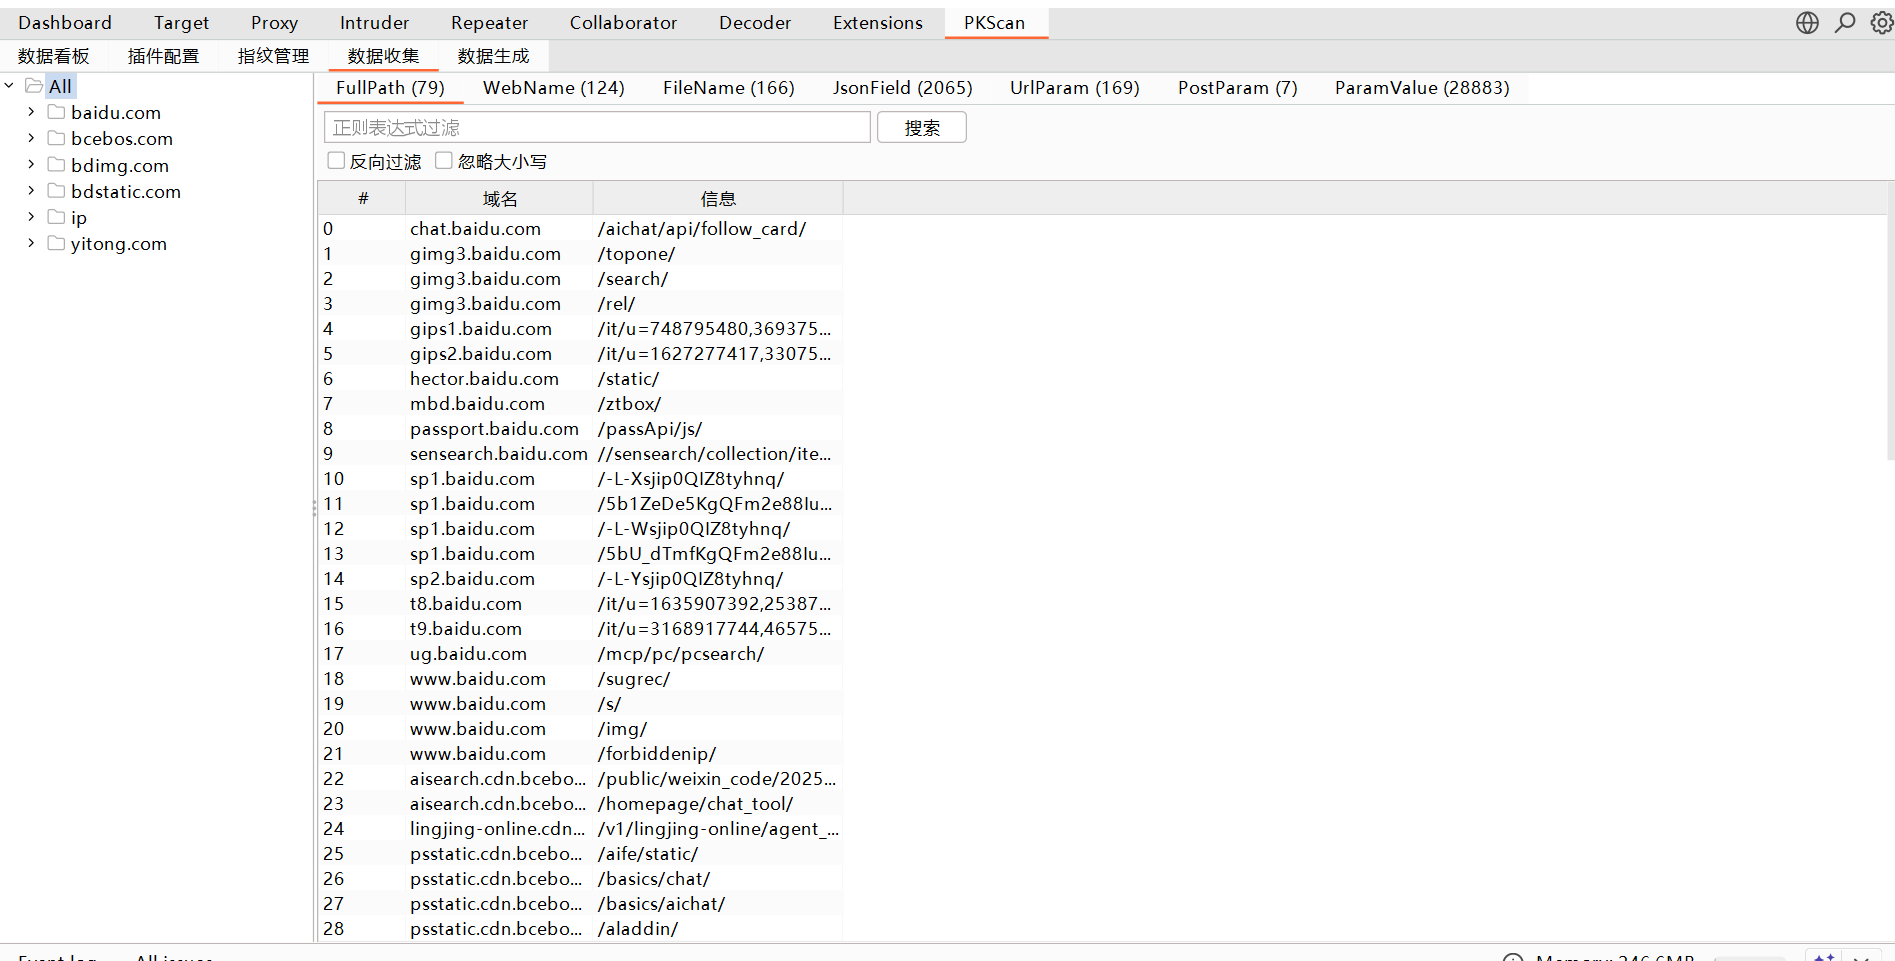 Dashboard Target Proxy Intruder Repeater Collaborator Decoder Extensions PKScan
数据看板 插件配置 指纹管理 数据收集 数据生成
All
baidu.com
bcebos.com
bdimg.com
bdstatic.com
ip
yitong.com
FullPath (79) WebName (124) FileName (166) JsonField (2065) UrlParam (169) PostParam (7) ParamValue (28883)
正则表达式过滤 搜索
反向过滤 忽略大小写
# 域名 信息
0 chat.baidu.com /aichat/api/follow_card/
1 gimg3.baidu.com /topone/
2 gimg3.baidu.com /search/
3 gimg3.baidu.com /rel/
4 gips1.baidu.com /it/u=748795480,369375...
5 gips2.baidu.com /it/u=1627277417,33075...
6 hector.baidu.com /static/
7 mbd.baidu.com /ztbox/
8 passport.baidu.com /passApi/js/
9 sensearch.baidu.com //sensearch/collection/ite...
10 sp1.baidu.com /-L-Xsjip0QIZ8tyhnq/
11 sp1.baidu.com /5b1ZeDe5KgQFm2e88Iu...
12 sp1.baidu.com /-L-Wsjip0QIZ8tyhnq/
13 sp1.baidu.com /5bU_dTmfKgQFm2e88Iu...
14 sp2.baidu.com /-L-Ysjip0QIZ8tyhnq/
15 t8.baidu.com /it/u=1635907392,25387...
16 t9.baidu.com /it/u=3168917744,46575...
17 ug.baidu.com /mcp/pc/pcsearch/
18 www.baidu.com /sugrec/
19 www.baidu.com /s/
20 www.baidu.com /img/
21 www.baidu.com /forbiddenip/
22 aisearch.cdn.bcebo... /public/weixin_code/2025...
23 aisearch.cdn.bcebo... /homepage/chat_tool/
24 lingjing-online.cdn... /v1/lingjing-online/agent_...
25 psstatic.cdn.bcebo... /aife/static/
26 psstatic.cdn.bcebo... /basics/chat/
27 psstatic.cdn.bcebo... /basics/aichat/
28 psstatic.cdn.bcebo... /aladdin/
Event log All issues Memory: 246.6MB